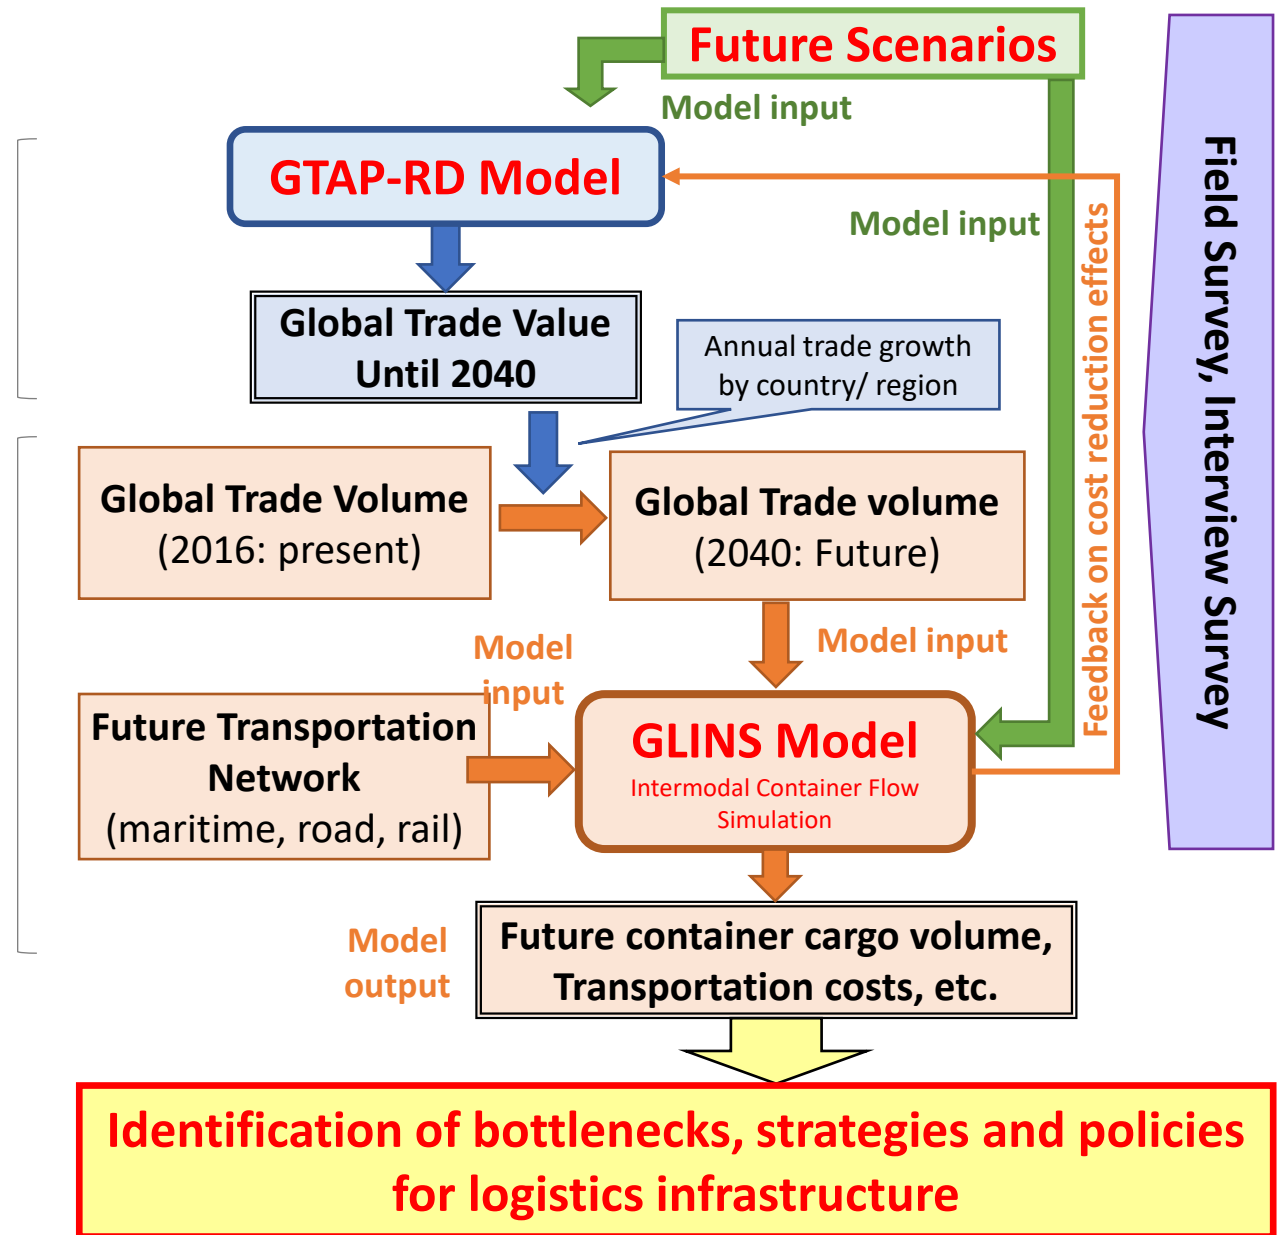 Future Scenarios
Model input
GTAP-RD Model
Model input
Global Trade Value
Until 2040
Annual trade growth
by country/ region
Global Trade Volume
(2016: present)
Global Trade volume
(2040: Future)
Model
input
Model input
Future Transportation
Network
(maritime, road, rail)
GLINS Model
Intermodal Container Flow
Simulation
Feedback on cost reduction effects
Field Survey, Interview Survey
Model
output
Future container cargo volume,
Transportation costs, etc.
Identification of bottlenecks, strategies and policies
for logistics infrastructure